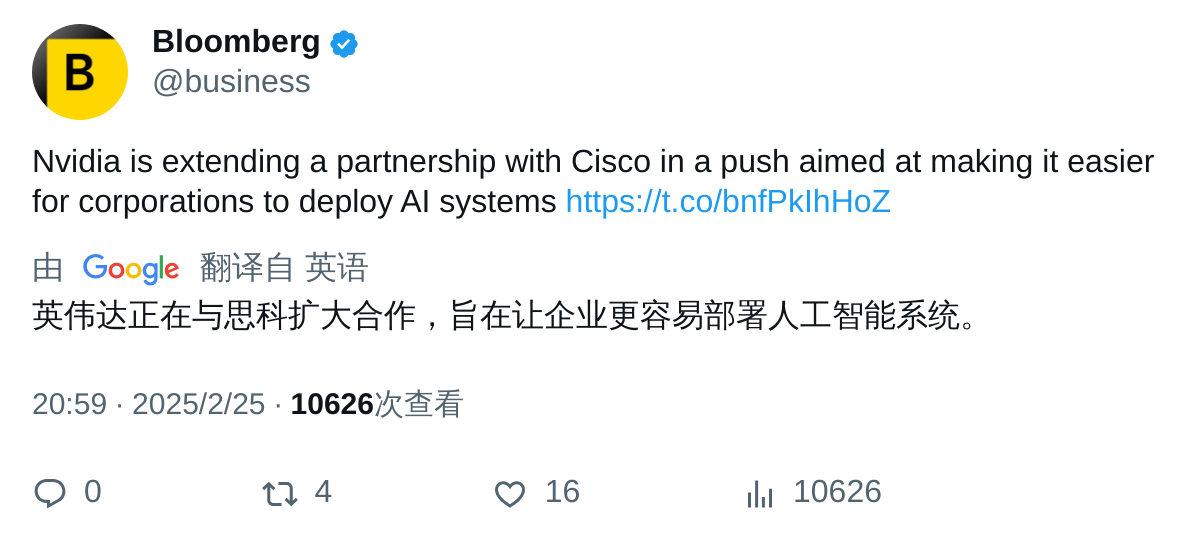 B
Bloomberg
@business
Nvidia is extending a partnership with Cisco in a push aimed at making it easier
for corporations to deploy AI systems https://t.co/bnfPkIhHoZ
由 Google 翻译自 英语
英伟达正在与思科扩大合作，旨在让企业更容易部署人工智能系统。
20:59 · 2025/2/25 · 10626次查看
0 4 16 10626